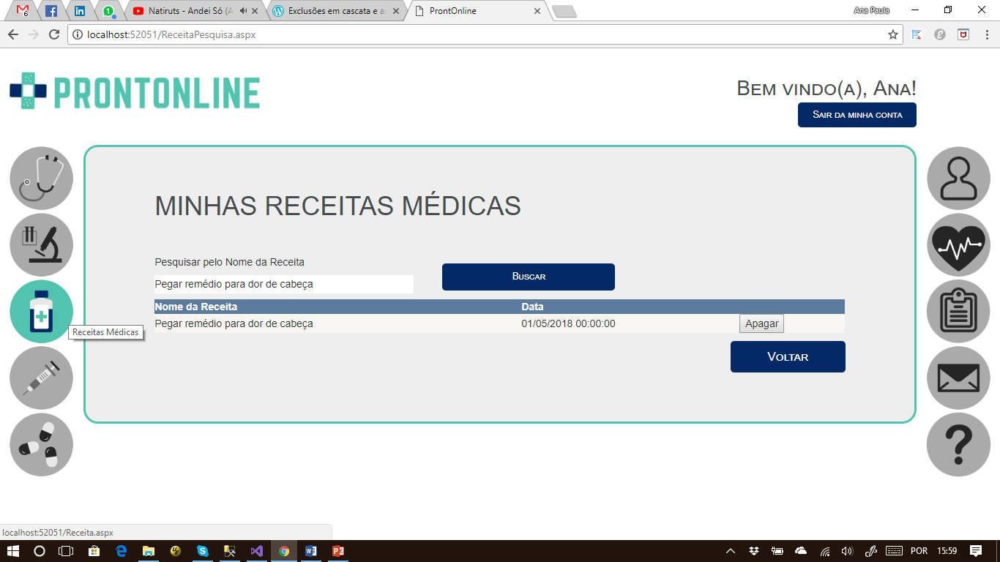 6
1
Natiruts - Andei Só (A
Exclusões em cascata e a
ProntOnline
Ana Paula
localhost:52051/ReceitaPesquisa.aspx
PRONTONLINE
Bem vindo(a), Ana!
Sair da minha conta
MINHAS RECEITAS MÉDICAS
Pesquisar pelo Nome da Receita
Pegar remédio para dor de cabeça
Buscar
Nome da Receita Data
Pegar remédio para dor de cabeça 01/05/2018 00:00:00 Apagar
Receitas Médicas
Voltar
localhost:52051/Receita.aspx
POR 15:59